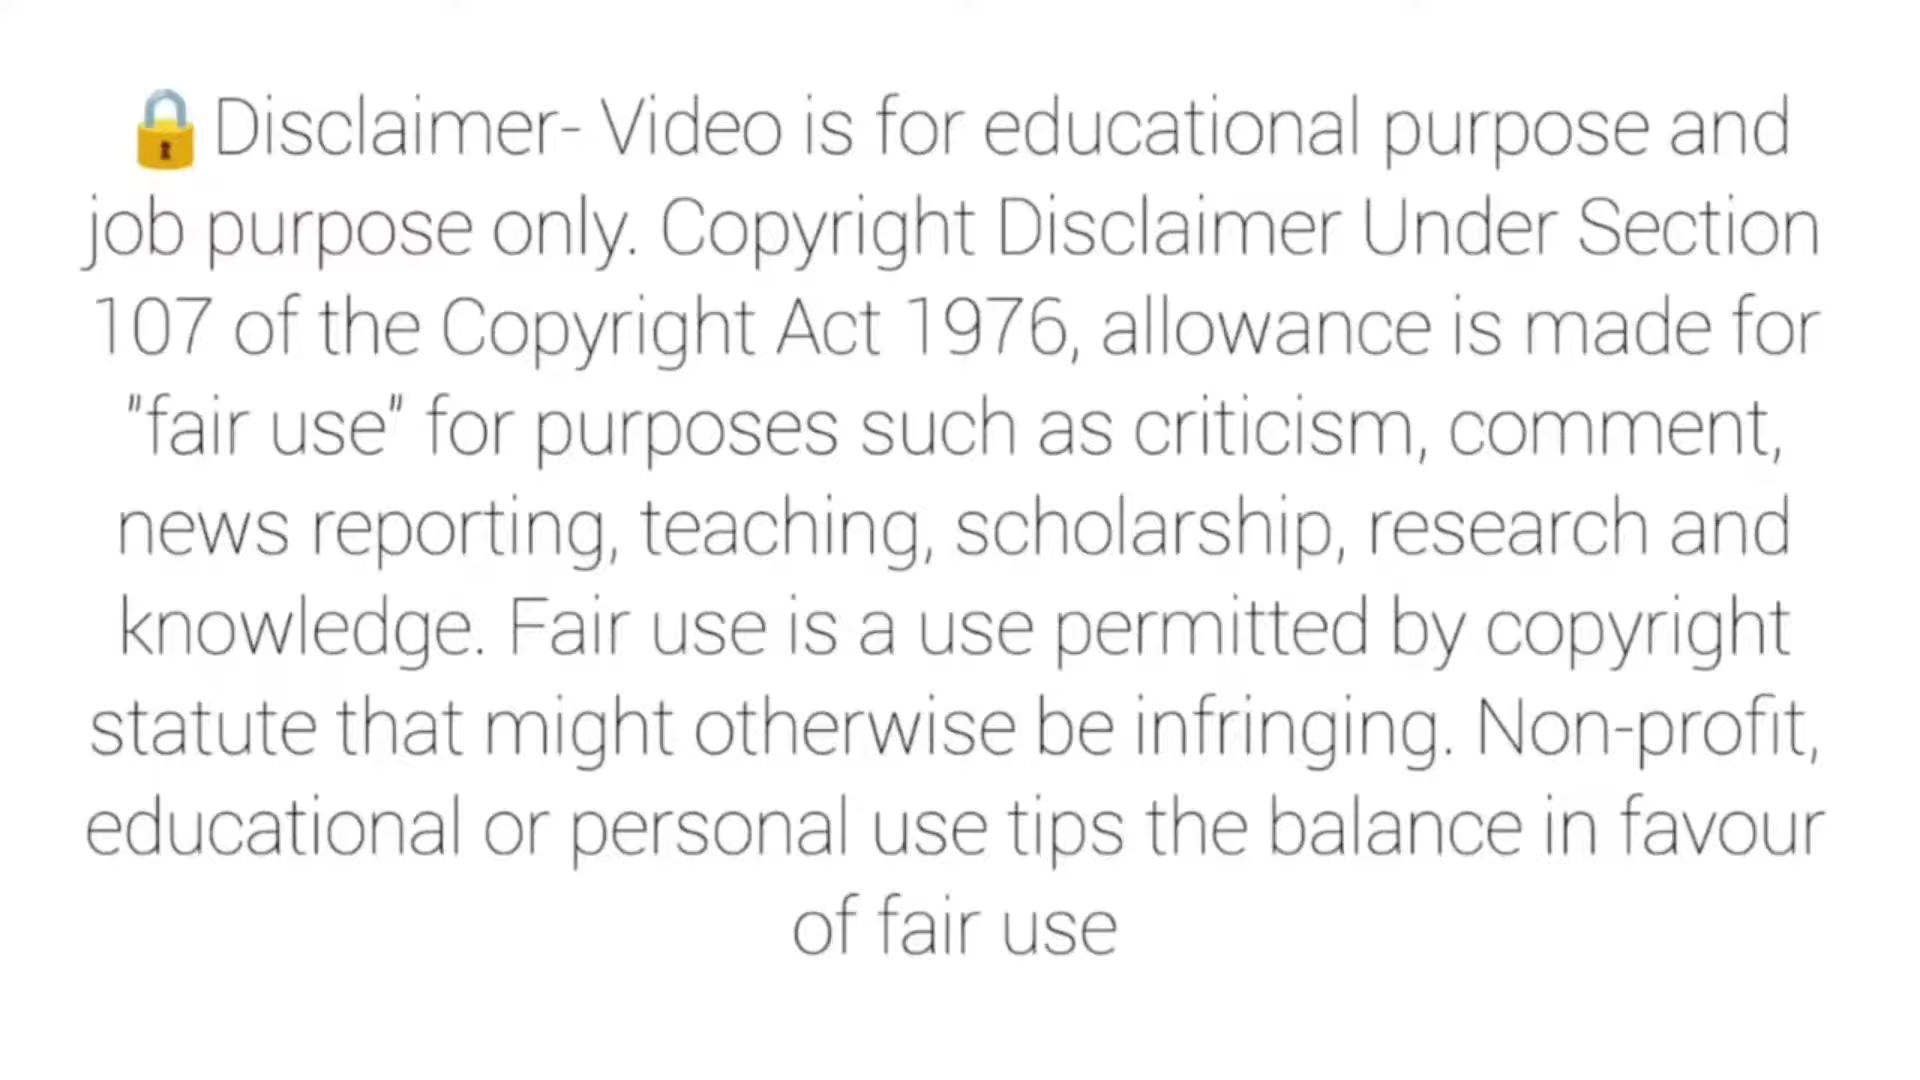 🔒Disclaimer- Video is for educational purpose and
job purpose only. Copyright Disclaimer Under Section
107 of the Copyright Act 1976, allowance is made for
"fair use" for purposes such as criticism, comment,
news reporting, teaching, scholarship, research and
knowledge. Fair use is a use permitted by copyright
statute that might otherwise be infringing. Non-profit,
educational or personal use tips the balance in favour
of fair use